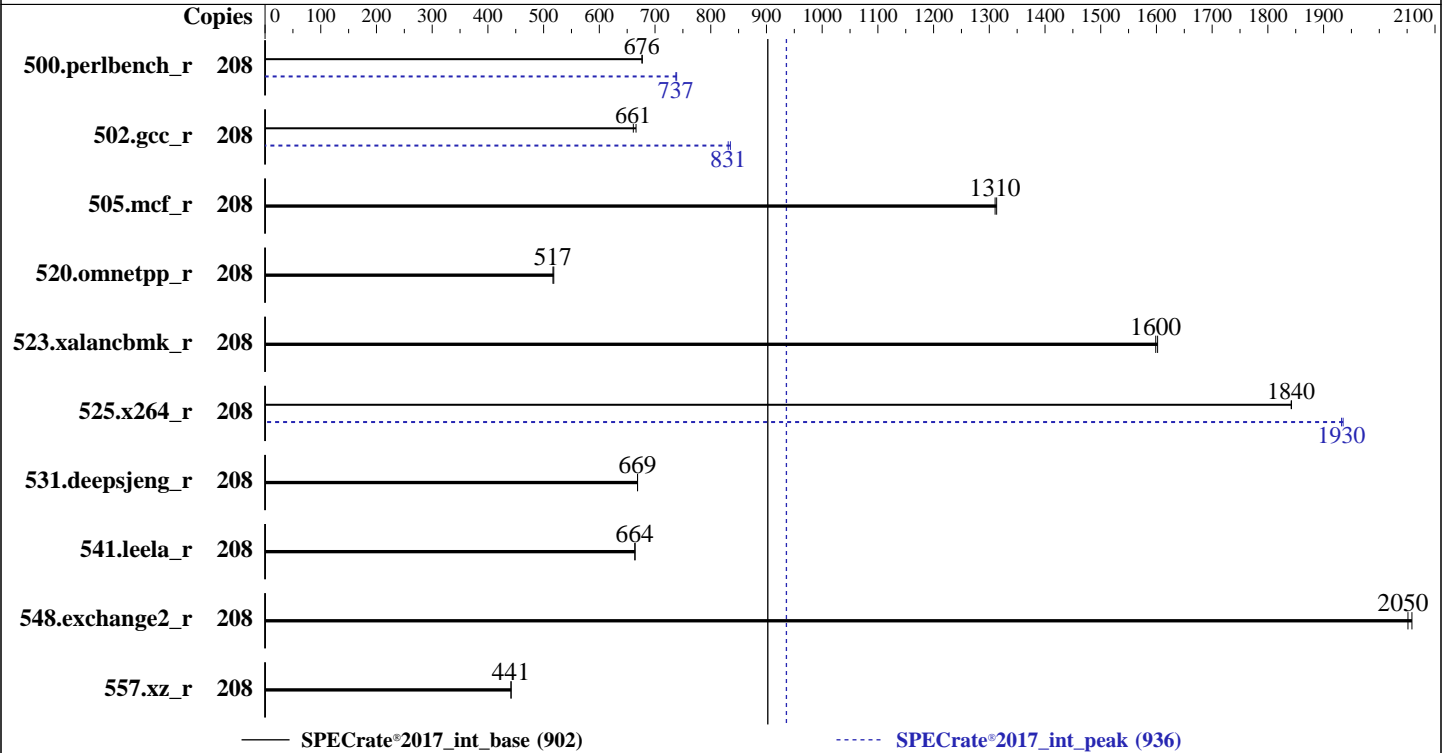 Copies 0 100 200 300 400 500 600 700 800 900 1000 1100 1200 1300 1400 1500 1600 1700 1800 1900 2100
500.perlbench_r 208 676
737
502.gcc_r 208 661
831
505.mcf_r 208 1310
520.omnetpp_r 208 517
523.xalancbmk_r 208 1600
525.x264_r 208 1840
1930
531.deepsjeng_r 208 669
541.leela_r 208 664
548.exchange2_r 208 2050
557.xz_r 208 441
SPECrate®2017_int_base (902) SPECrate®2017_int_peak (936)